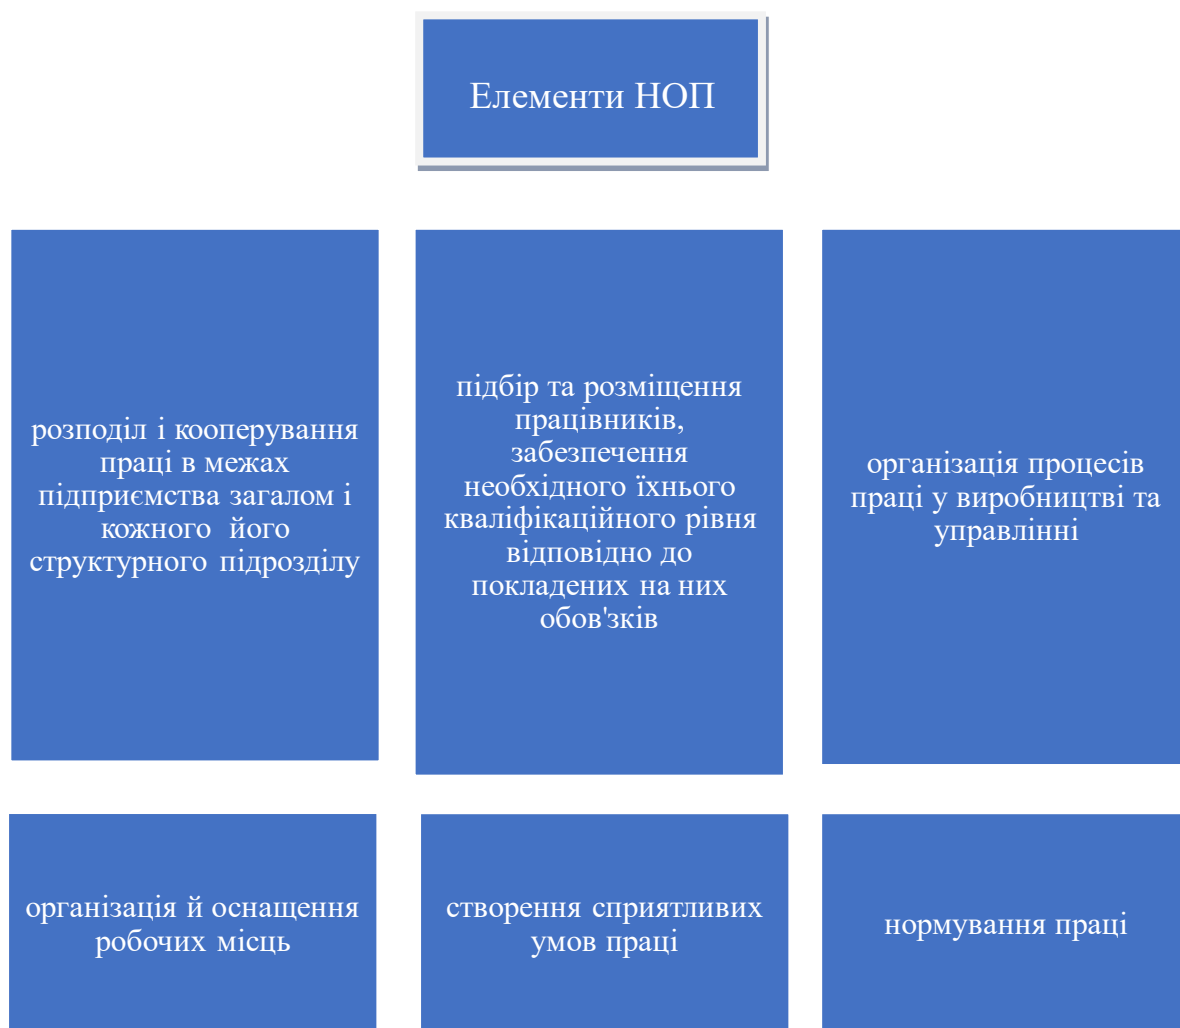 Елементи НОП
розподіл і кооперування
праці в межах
підприємства загалом і
кожного його
структурного підрозділу
підбір та розміщення
працівників,
забезпечення
необхідного їхнього
кваліфікаційного рівня
відповідно до
покладених на них
обов'зків
організація процесів
праці у виробництві та
управлінні
організація й оснащення
робочих місць
створення сприятливих
умов праці
нормування праці